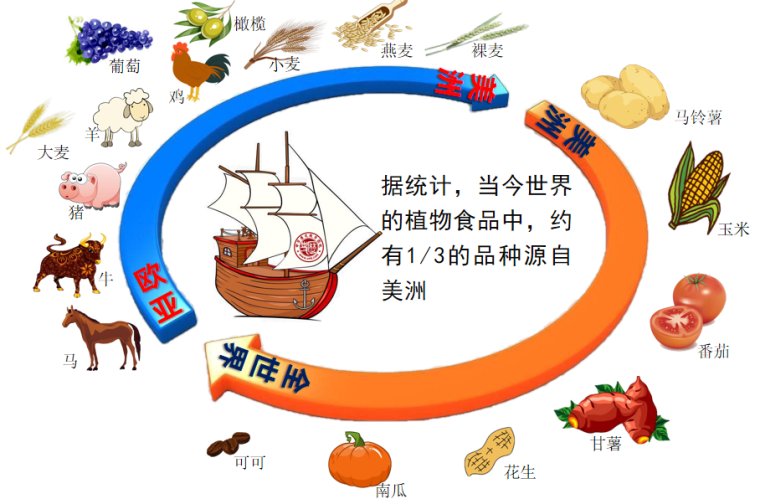 橄榄
葡萄
鸡
小麦
燕麦
裸麦
大麦
羊
猪
牛
马
欧亚
美洲
美洲
全世界
马铃薯
玉米
番茄
甘薯
花生
南瓜
可可
据统计，当今世界
的植物食品中，约
有1/3的品种源自
美洲